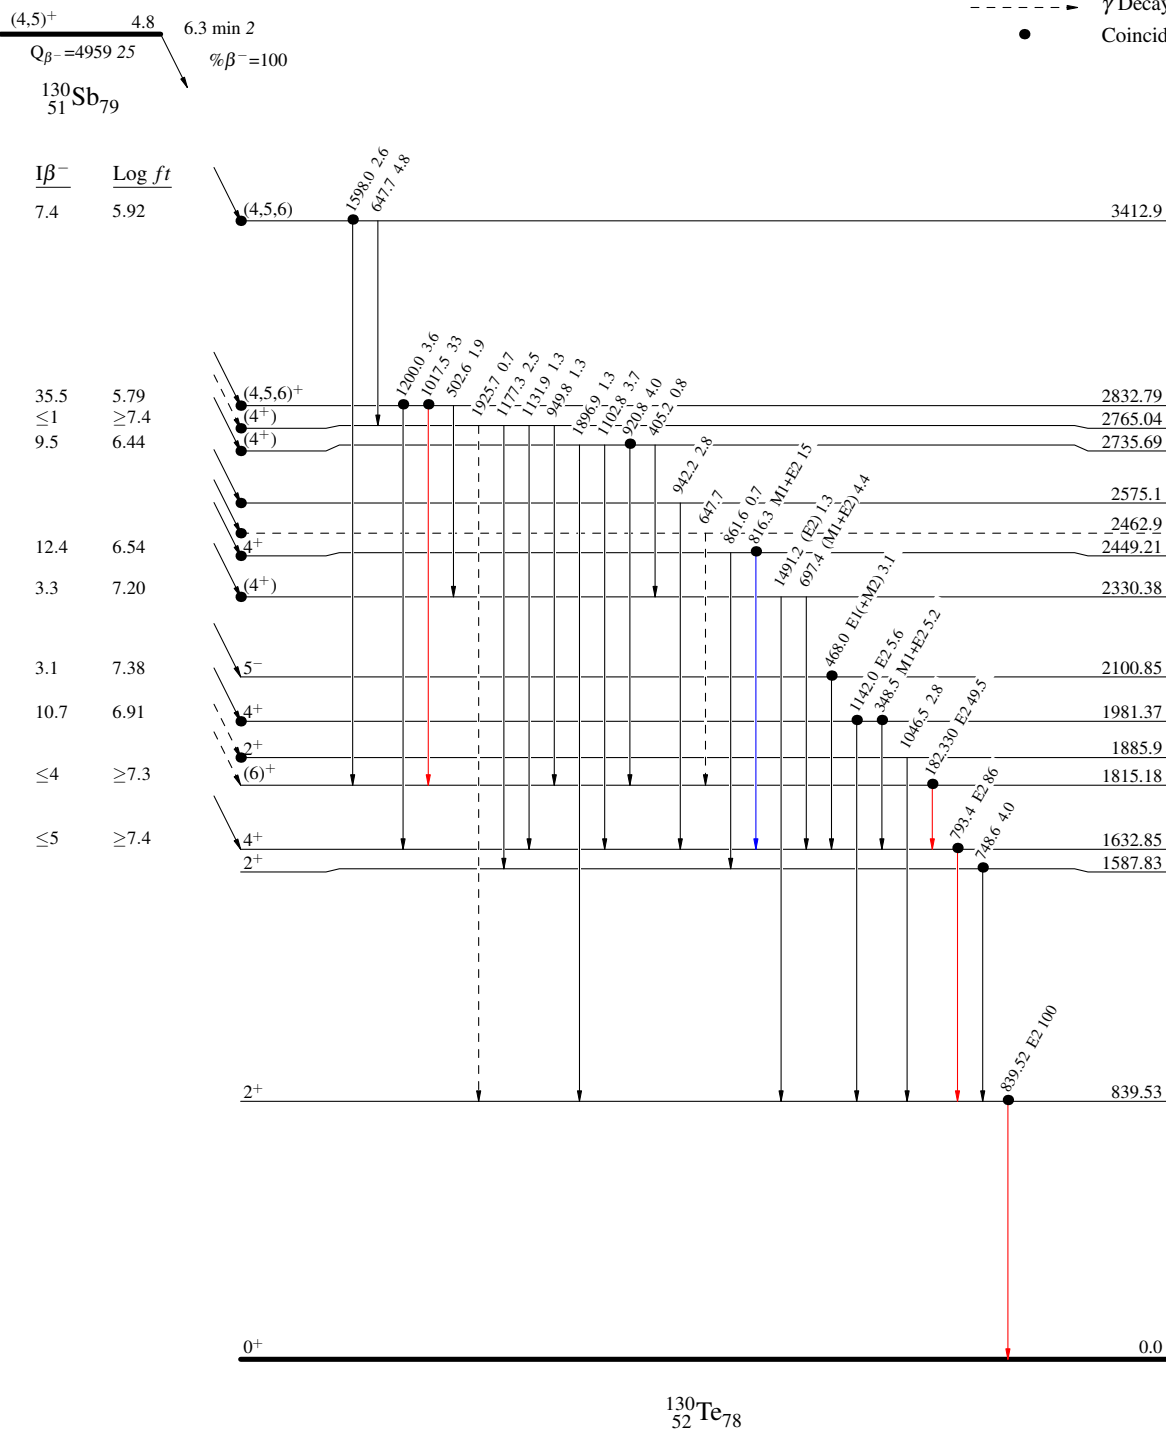 γ Decay
Coincid
(4,5)⁺ 4.8 6.3 min 2
Q_β⁻=4959 25
%β⁻=100
¹³⁰₅₁Sb₇₉
Iβ⁻ Log ft
7.4 5.92 (4,5,6) 3412.9
35.5 5.79 (4,5,6)⁺ 2832.79
≤1 ≥7.4 (4⁺) 2765.04
9.5 6.44 (4⁺) 2735.69
2575.1
2462.9
12.4 6.54 4⁺ 2449.21
3.3 7.20 (4⁺) 2330.38
3.1 7.38 5⁻ 2100.85
10.7 6.91 4⁺ 1981.37
2⁺ 1885.9
≤4 ≥7.3 (6)⁺ 1815.18
≤5 ≥7.4 4⁺ 1632.85
2⁺ 1587.83
2⁺ 839.53
0⁺ 0.0
1598.0 2.6
647.7 4.8
1200.0 3.6
1017.5 33
502.6 1.9
1925.7 0.7
1177.3 2.5
1131.9 1.3
949.8 1.3
1896.9 1.3
1102.8 3.7
920.8 4.0
405.2 0.8
942.2 2.8
647.7
861.6 0.7
816.3 M1+E2 15
1491.2 (E2) 1.3
697.4 (M1+E2) 4.4
468.0 E1(+M2) 3.1
1142.0 E2 5.6
348.5 M1+E2 5.2
1046.5 2.8
182.330 E2 49.5
793.4 E2 86
748.6 4.0
839.52 E2 100
¹³⁰₅₂Te₇₈